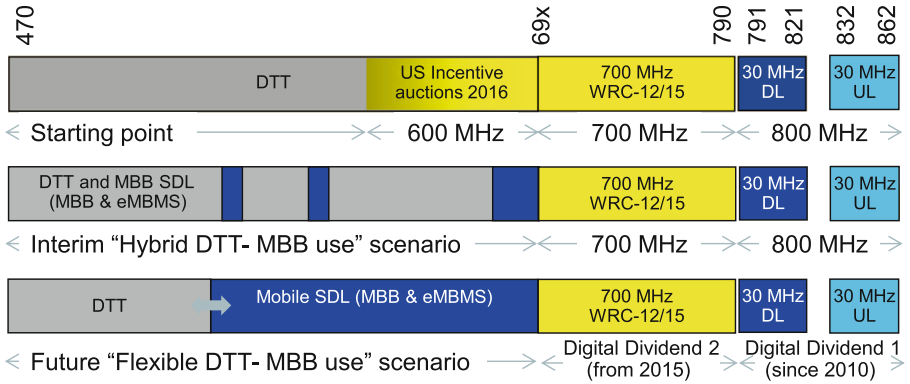 470
69x
790
791
821
832
862
DTT
US Incentive
auctions 2016
700 MHz
WRC-12/15
30 MHz
DL
30 MHz
UL
Starting point
600 MHz
700 MHz
800 MHz
DTT and MBB SDL
(MBB & eMBMS)
700 MHz
WRC-12/15
30 MHz
DL
30 MHz
UL
Interim “Hybrid DTT- MBB use” scenario
700 MHz
800 MHz
DTT
Mobile SDL (MBB & eMBMS)
700 MHz
WRC-12/15
30 MHz
DL
30 MHz
UL
Future “Flexible DTT- MBB use” scenario
Digital Dividend 2
(from 2015)
Digital Dividend 1
(since 2010)